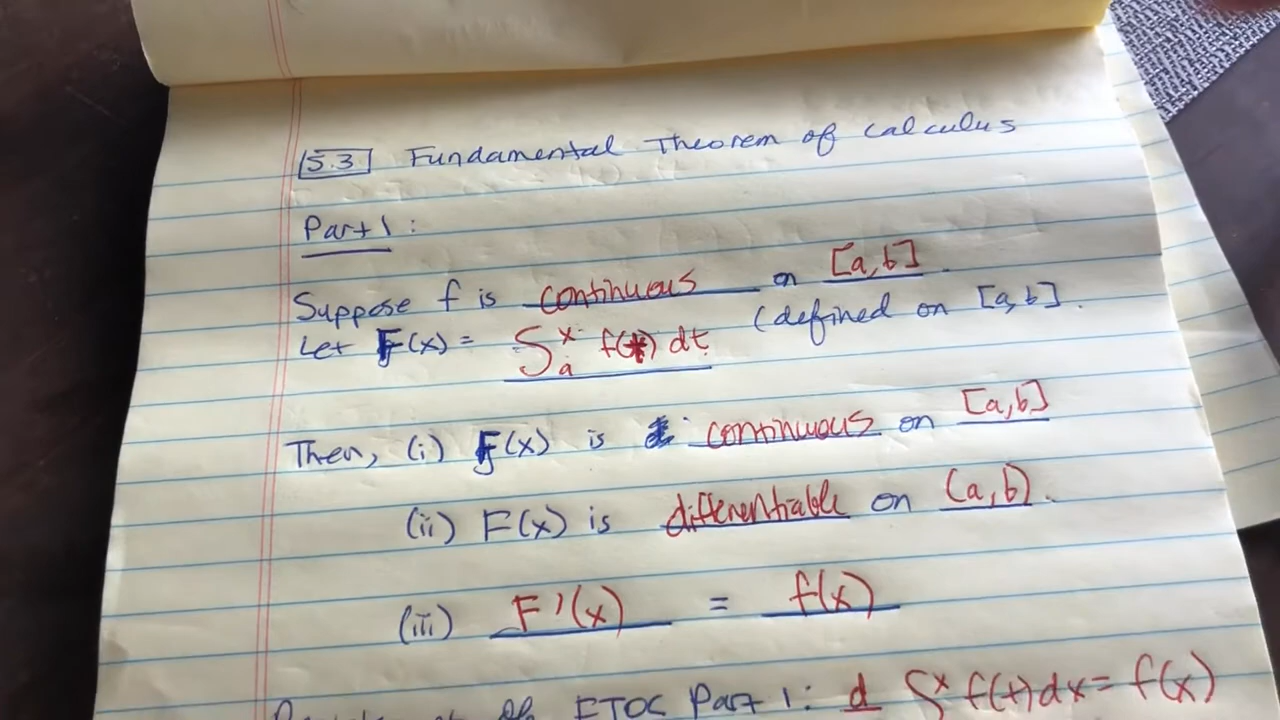 5.3 Fundamental Theorem of Calculus
Part 1:
Suppose f is continuous on [a,b].
Let F(x) = ∫ₐˣ f(t) dt (defined on [a,b].
Then, (i) F(x) is continuous on [a,b]
(ii) F(x) is differentiable on (a,b).
(iii) F'(x) = f(x)
of FTOC Part 1: d ∫ˣ f(t)dx = f(x)